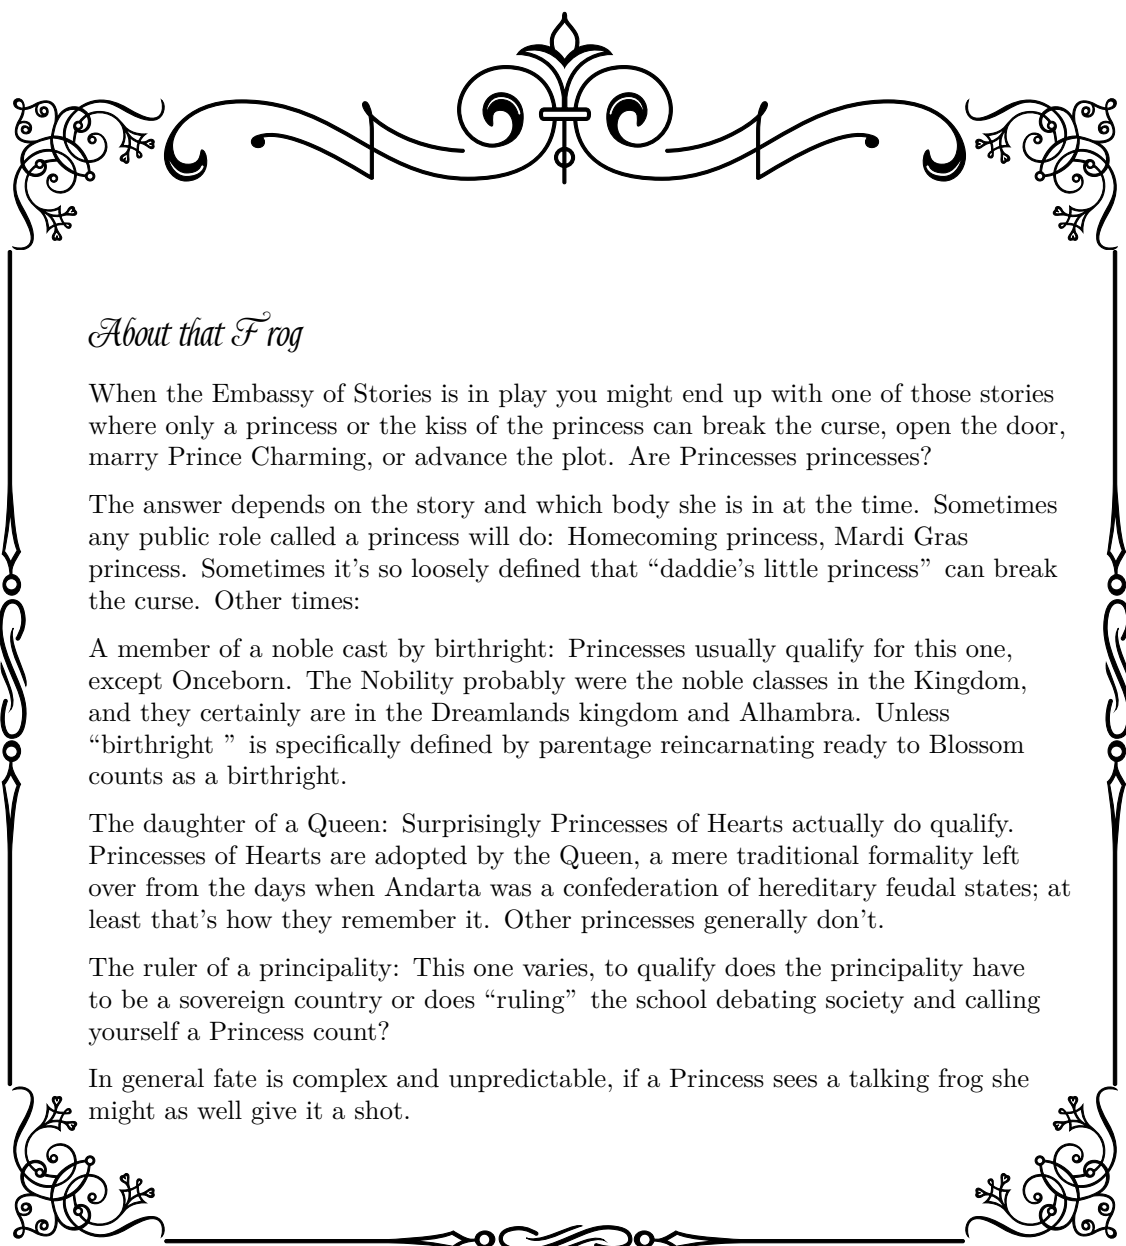 About that Frog
When the Embassy of Stories is in play you might end up with one of those stories
where only a princess or the kiss of the princess can break the curse, open the door,
marry Prince Charming, or advance the plot. Are Princesses princesses?
The answer depends on the story and which body she is in at the time. Sometimes
any public role called a princess will do: Homecoming princess, Mardi Gras
princess. Sometimes it's so loosely defined that “daddie's little princess” can break
the curse. Other times:
A member of a noble cast by birthright: Princesses usually qualify for this one,
except Onceborn. The Nobility probably were the noble classes in the Kingdom,
and they certainly are in the Dreamlands kingdom and Alhambra. Unless
“birthright ” is specifically defined by parentage reincarnating ready to Blossom
counts as a birthright.
The daughter of a Queen: Surprisingly Princesses of Hearts actually do qualify.
Princesses of Hearts are adopted by the Queen, a mere traditional formality left
over from the days when Andarta was a confederation of hereditary feudal states; at
least that's how they remember it. Other princesses generally don't.
The ruler of a principality: This one varies, to qualify does the principality have
to be a sovereign country or does “ruling” the school debating society and calling
yourself a Princess count?
In general fate is complex and unpredictable, if a Princess sees a talking frog she
might as well give it a shot.